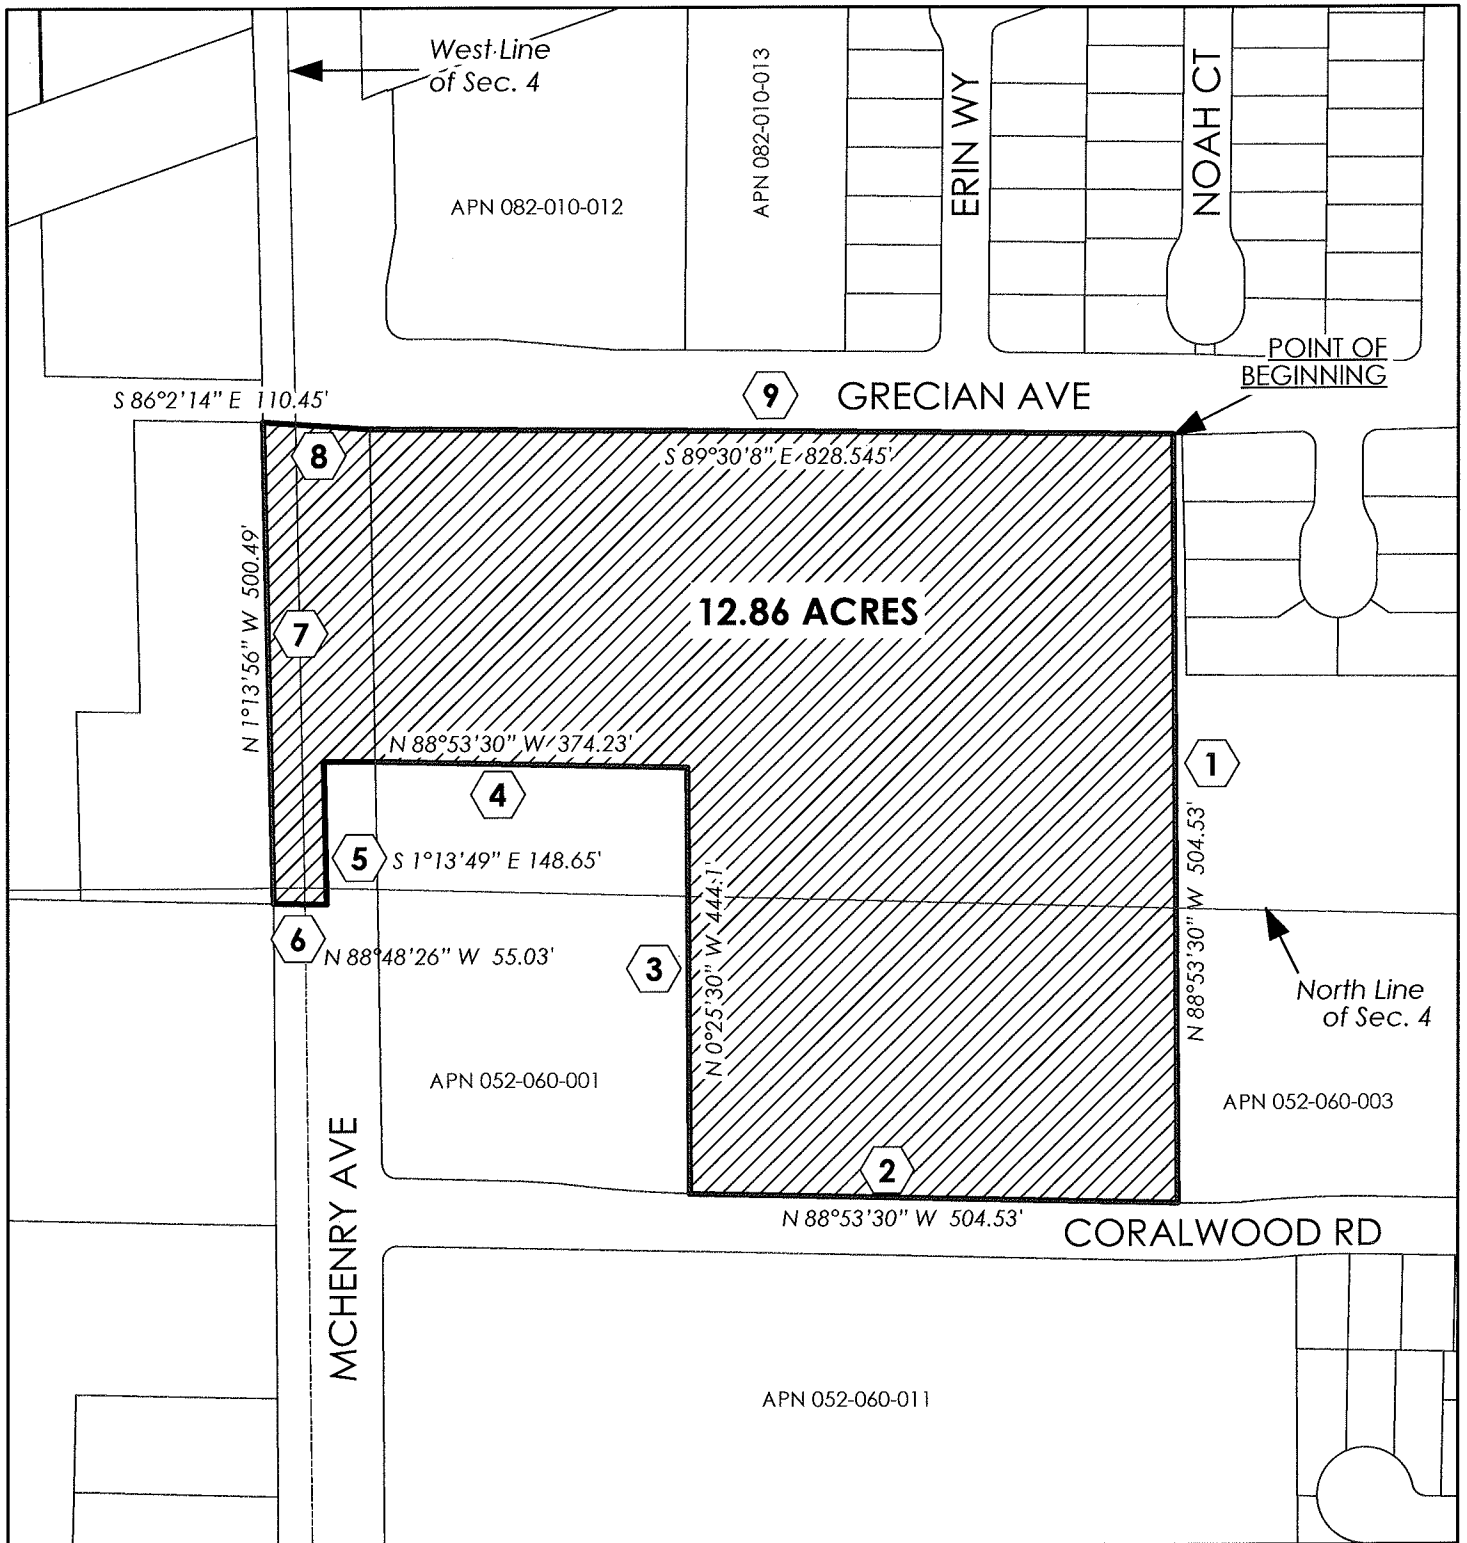 West Line
of Sec. 4
APN 082-010-012
APN 082-010-013
ERIN WY
NOAH CT
POINT OF
BEGINNING
S 86°2'14" E 110.45'
9
GRECIAN AVE
8
S 89°30'8" E 828.545'
N 1°13'56" W 500.49'
7
12.86 ACRES
N 88°53'30" W 374.23'
4
1
5
S 1°13'49" E 148.65'
N 88°53'30" W 504.53'
6
N 88°48'26" W 55.03'
3
N 0°25'30" W 444.1'
North Line
of Sec. 4
APN 052-060-001
APN 052-060-003
2
N 88°53'30" W 504.53'
CORALWOOD RD
MCHENRY AVE
APN 052-060-011